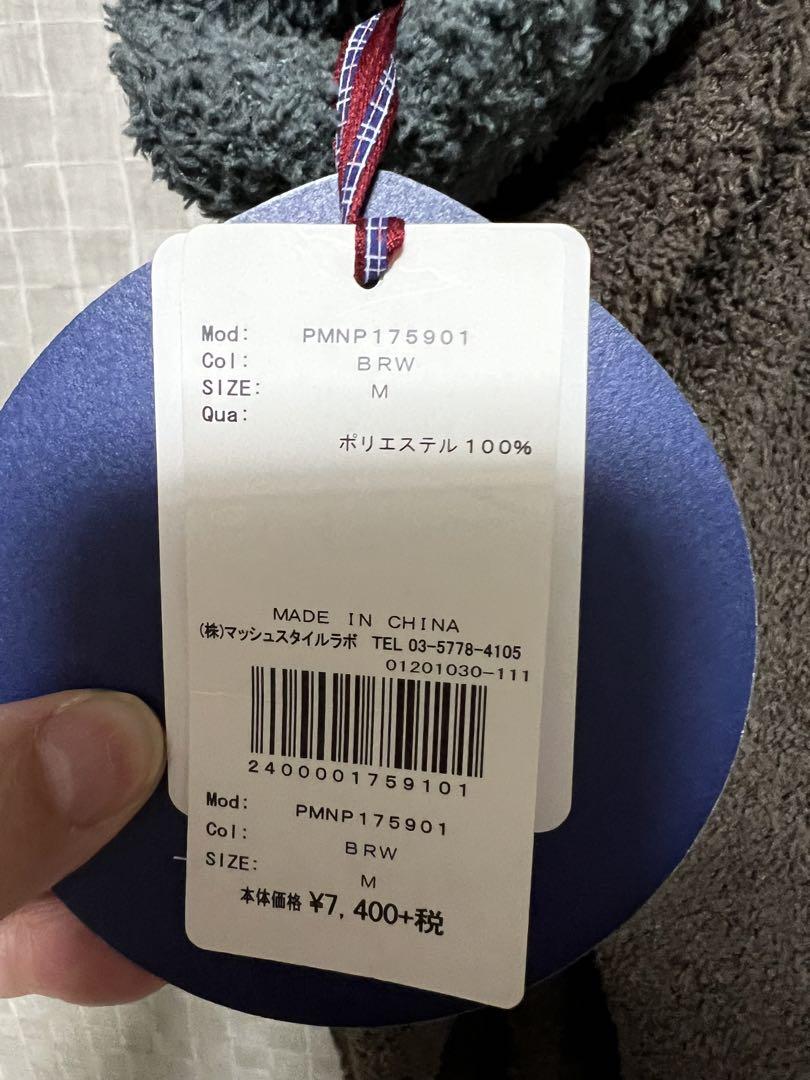 Mod: PMNP175901
Col: BRW
SIZE: M
Qua:
ポリエステル100%
MADE IN CHINA
(株)マッシュスタイルラボ TEL 03-5778-4105
01201030-111
2400001759101
Mod: PMNP175901
Col: BRW
SIZE: M
本体価格 ¥7,400+税